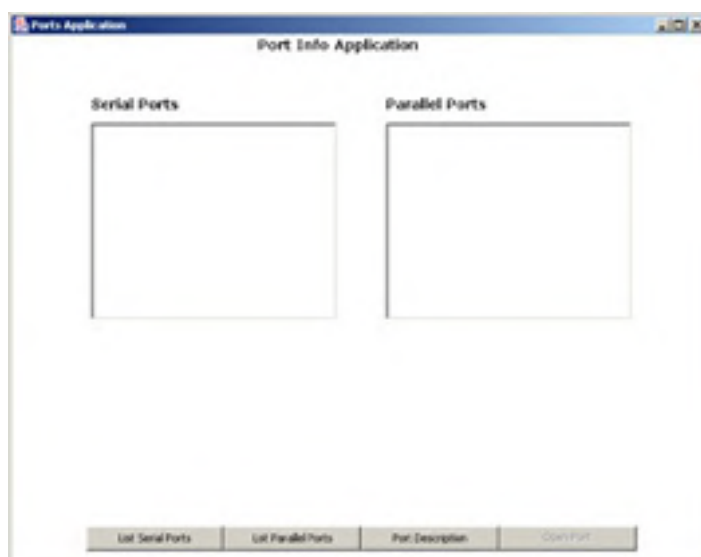 Ports Application
Port Info Application
Serial Ports
Parallel Ports
List Serial Ports
List Parallel Ports
Port Description
Open Port